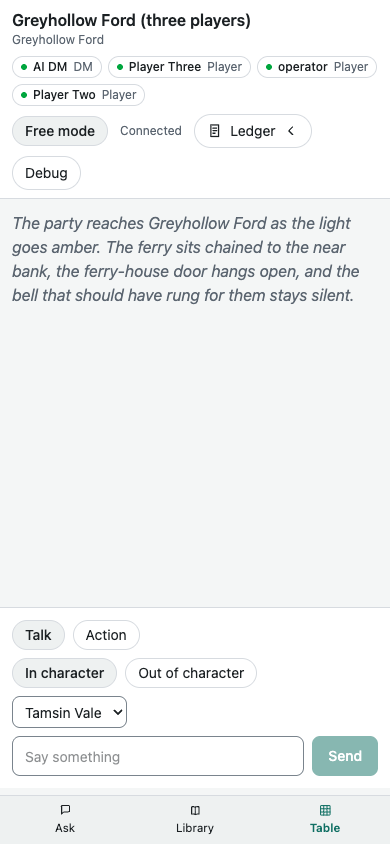 Greyhollow Ford (three players)
Greyhollow Ford
AI DM DM Player Three Player operator Player
Player Two Player
Free mode Connected Ledger
Debug
The party reaches Greyhollow Ford as the light
goes amber. The ferry sits chained to the near
bank, the ferry-house door hangs open, and the
bell that should have rung for them stays silent.
Talk Action
In character Out of character
Tamsin Vale
Say something Send
Ask Library Table